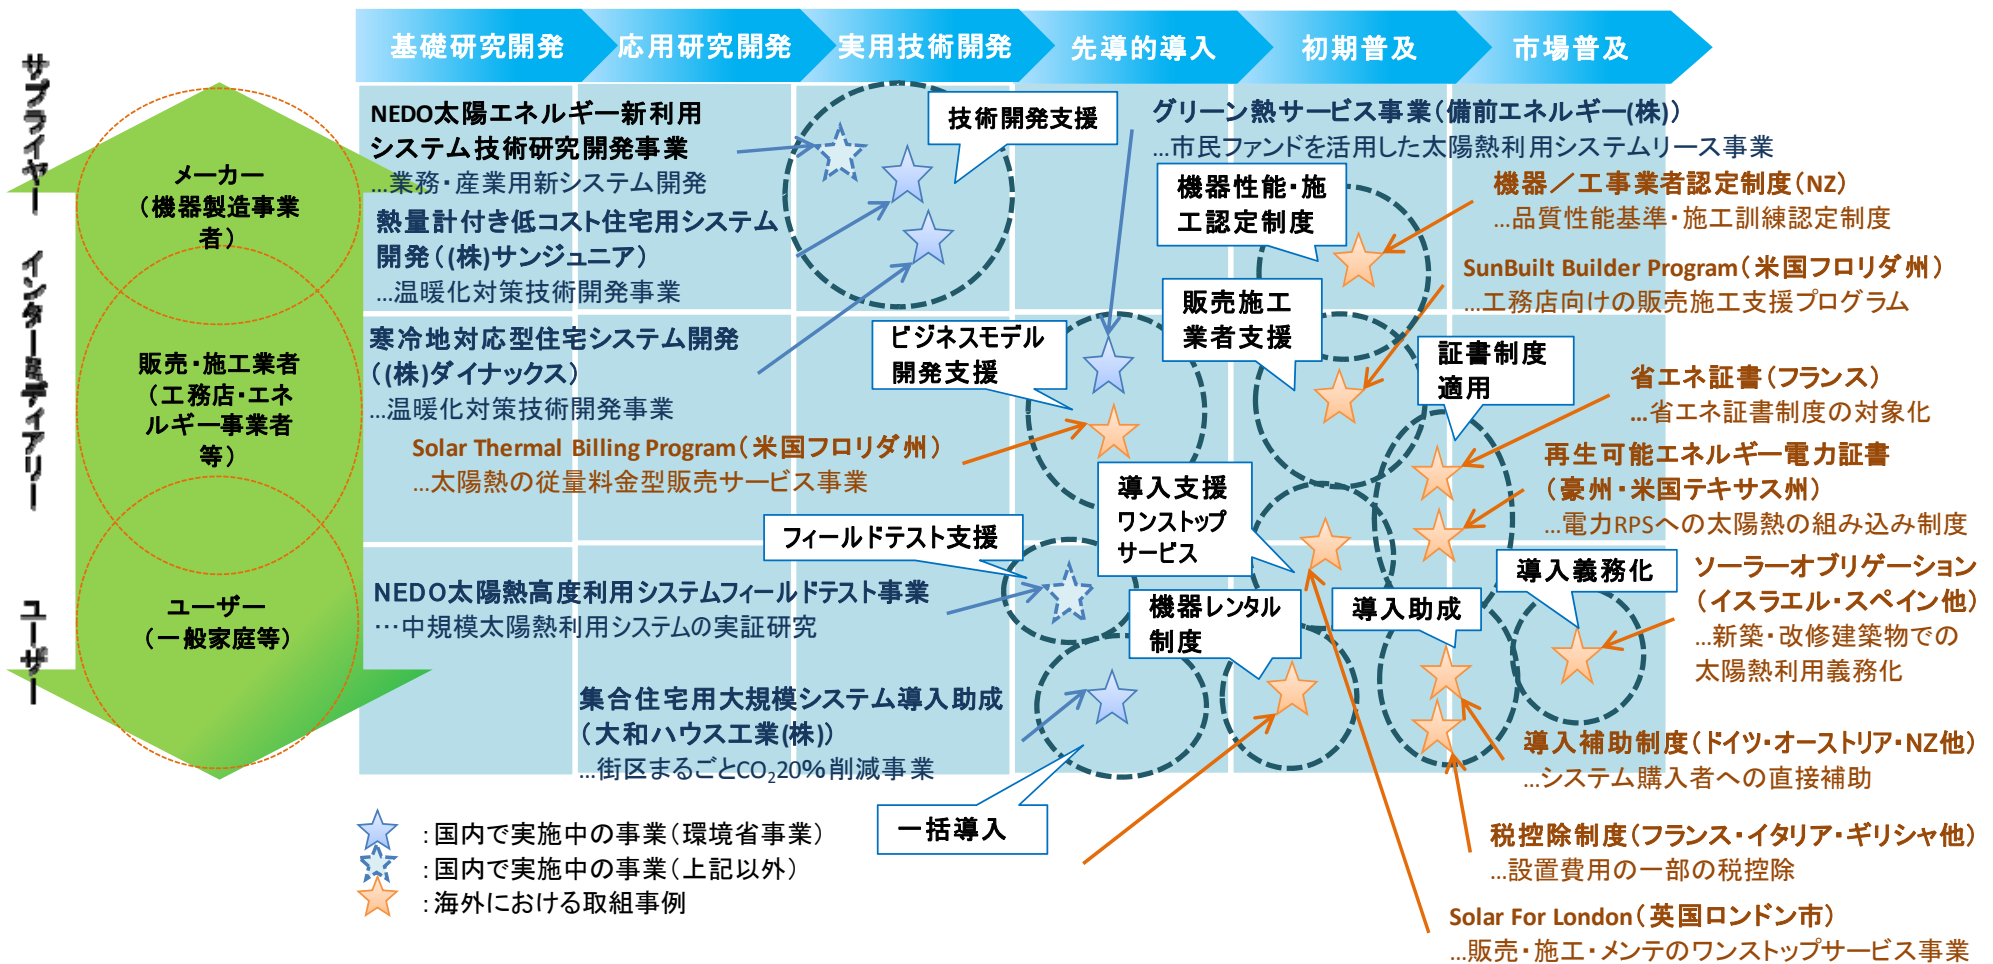 基礎研究開発
応用研究開発
実用技術開発
先導的導入
初期普及
市場普及
サプライヤー
インターミディアリー
ユーザー
メーカー
（機器製造事業
者）
販売・施工業者
（工務店・エネ
ルギー事業者
等）
ユーザー
（一般家庭等）
NEDO太陽エネルギー新利用
システム技術研究開発事業
…業務・産業用新システム開発
熱量計付き低コスト住宅用システム
開発（(株)サンジュニア）
…温暖化対策技術開発事業
寒冷地対応型住宅システム開発
（(株)ダイナックス）
…温暖化対策技術開発事業
Solar Thermal Billing Program（米国フロリダ州）
…太陽熱の従量料金型販売サービス事業
NEDO太陽熱高度利用システムフィールドテスト事業
…中規模太陽熱利用システムの実証研究
集合住宅用大規模システム導入助成
（大和ハウス工業(株)）
…街区まるごとCO₂20%削減事業
技術開発支援
ビジネスモデル
開発支援
フィールドテスト支援
一括導入
機器性能・施
工認定制度
販売施工
業者支援
導入支援
ワンストップ
サービス
機器レンタル
制度
証書制度
適用
導入助成
導入義務化
グリーン熱サービス事業（備前エネルギー(株)）
…市民ファンドを活用した太陽熱利用システムリース事業
機器／工事業者認定制度（NZ）
…品質性能基準・施工訓練認定制度
SunBuilt Builder Program（米国フロリダ州）
…工務店向けの販売施工支援プログラム
省エネ証書（フランス）
…省エネ証書制度の対象化
再生可能エネルギー電力証書
（豪州・米国テキサス州）
…電力RPSへの太陽熱の組み込み制度
ソーラーオブリゲーション
（イスラエル・スペイン他）
…新築・改修建築物での
太陽熱利用義務化
導入補助制度（ドイツ・オーストリア・NZ他）
…システム購入者への直接補助
税控除制度（フランス・イタリア・ギリシャ他）
…設置費用の一部の税控除
Solar For London（英国ロンドン市）
…販売・施工・メンテのワンストップサービス事業
：国内で実施中の事業（環境省事業）
：国内で実施中の事業（上記以外）
：海外における取組事例